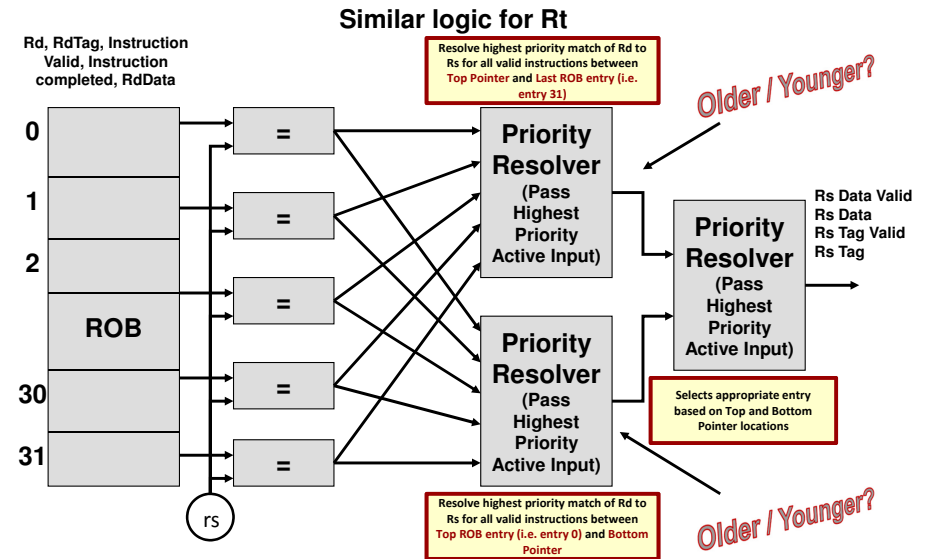 Similar logic for Rt
Rd, RdTag, Instruction
Valid, Instruction
completed, RdData
Resolve highest priority match of Rd to
Rs for all valid instructions between
Top Pointer and Last ROB entry (i.e.
entry 31)
Older / Younger?
0
1
2
ROB
30
31
=
=
=
=
=
rs
Priority
Resolver
(Pass
Highest
Priority
Active Input)
Priority
Resolver
(Pass
Highest
Priority
Active Input)
Priority
Resolver
(Pass
Highest
Priority
Active Input)
Rs Data Valid
Rs Data
Rs Tag Valid
Rs Tag
Selects appropriate entry
based on Top and Bottom
Pointer locations
Resolve highest priority match of Rd to
Rs for all valid instructions between
Top ROB entry (i.e. entry 0) and Bottom
Pointer
Older / Younger?